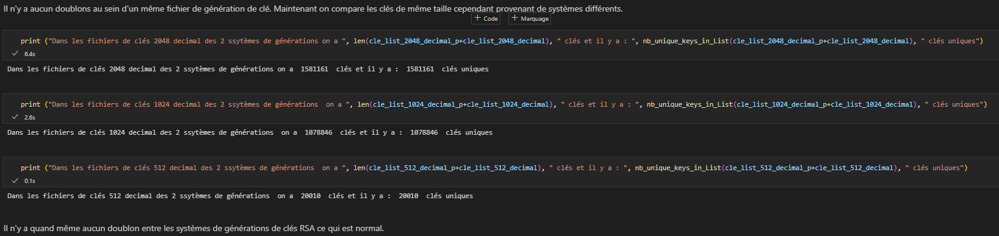 Il n'y a aucun doublons au sein d'un même fichier de génération de clé. Maintenant on compare les clés de même taille cependant provenant de systèmes différents.
+ Code + Marquage
print ("Dans les fichiers de clés 2048 decimal des 2 ssytèmes de générations on a ", len(cle_list_2048_decimal_p+cle_list_2048_decimal), " clés et il y a : ", nb_unique_keys_in_List(cle_list_2048_decimal_p+cle_list_2048_decimal), " clés uniques")
6.4s
Dans les fichiers de clés 2048 decimal des 2 ssytèmes de générations on a  1581161  clés et il y a :  1581161  clés uniques
print ("Dans les fichiers de clés 1024 decimal des 2 ssytèmes de générations  on a ", len(cle_list_1024_decimal_p+cle_list_1024_decimal), " clés et il y a : ", nb_unique_keys_in_List(cle_list_1024_decimal_p+cle_list_1024_decimal), " clés uniques")
2.6s
Dans les fichiers de clés 1024 decimal des 2 ssytèmes de générations  on a  1078846  clés et il y a :  1078846  clés uniques
print ("Dans les fichiers de clés 512 decimal des 2 ssytèmes de générations  on a ", len(cle_list_512_decimal_p+cle_list_512_decimal), " clés et il y a : ", nb_unique_keys_in_List(cle_list_512_decimal_p+cle_list_512_decimal), " clés uniques")
0.1s
Dans les fichiers de clés 512 decimal des 2 ssytèmes de générations  on a  20010  clés et il y a :  20010  clés uniques
Il n'y a quand même aucun doublon entre les systèmes de générations de clés RSA ce qui est normal.